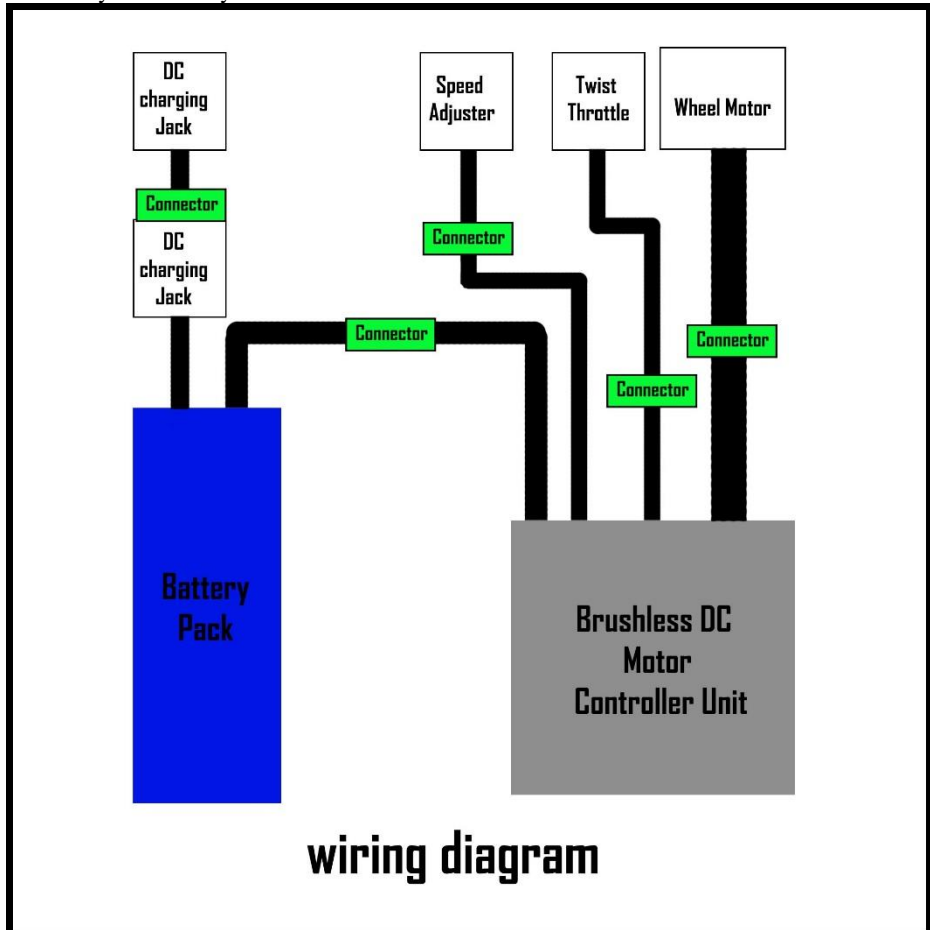 DC
charging
Jack
Speed
Adjuster
Twist
Throttle
Wheel Motor
Connector
DC
charging
Jack
Connector
Connector
Connector
Connector
Battery
Pack
Brushless DC
Motor
Controller Unit
wiring diagram